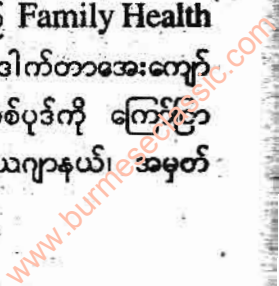 Family Health
ဒေါက်တာအေးကျော်
စ်ပုဒ်ကို ကြော်ငြာ
ယဂျာနယ်၊ အမှတ်
www.burmeseclassic.com